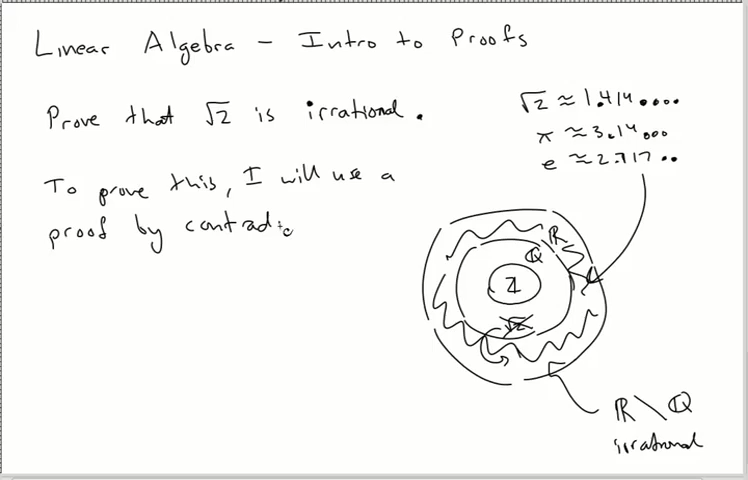 Linear Algebra - Intro to Proofs
Prove that √2 is irrational.
To prove this, I will use a
proof by contradic
√2 ≈ 1.414....
π ≈ 3.14...
e ≈ 2.717..
ℝ
ℚ
ℤ
√2
ℝ \ ℚ
irrational